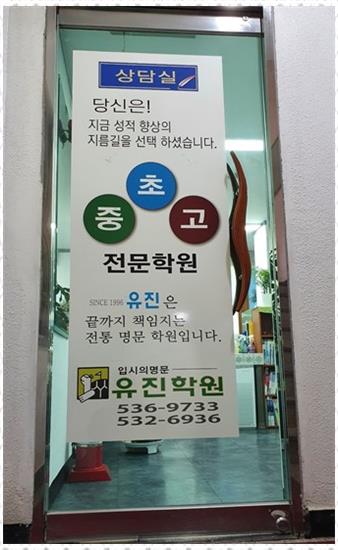 상담실
당신은!
지금 성적 향상의
지름길을 선택 하셨습니다.
초
중 고
전문학원
SINCE 1996 유진은
끝까지 책임지는
전통 명문 학원입니다.
입시의명문
유진학원
536-9733
532-6936